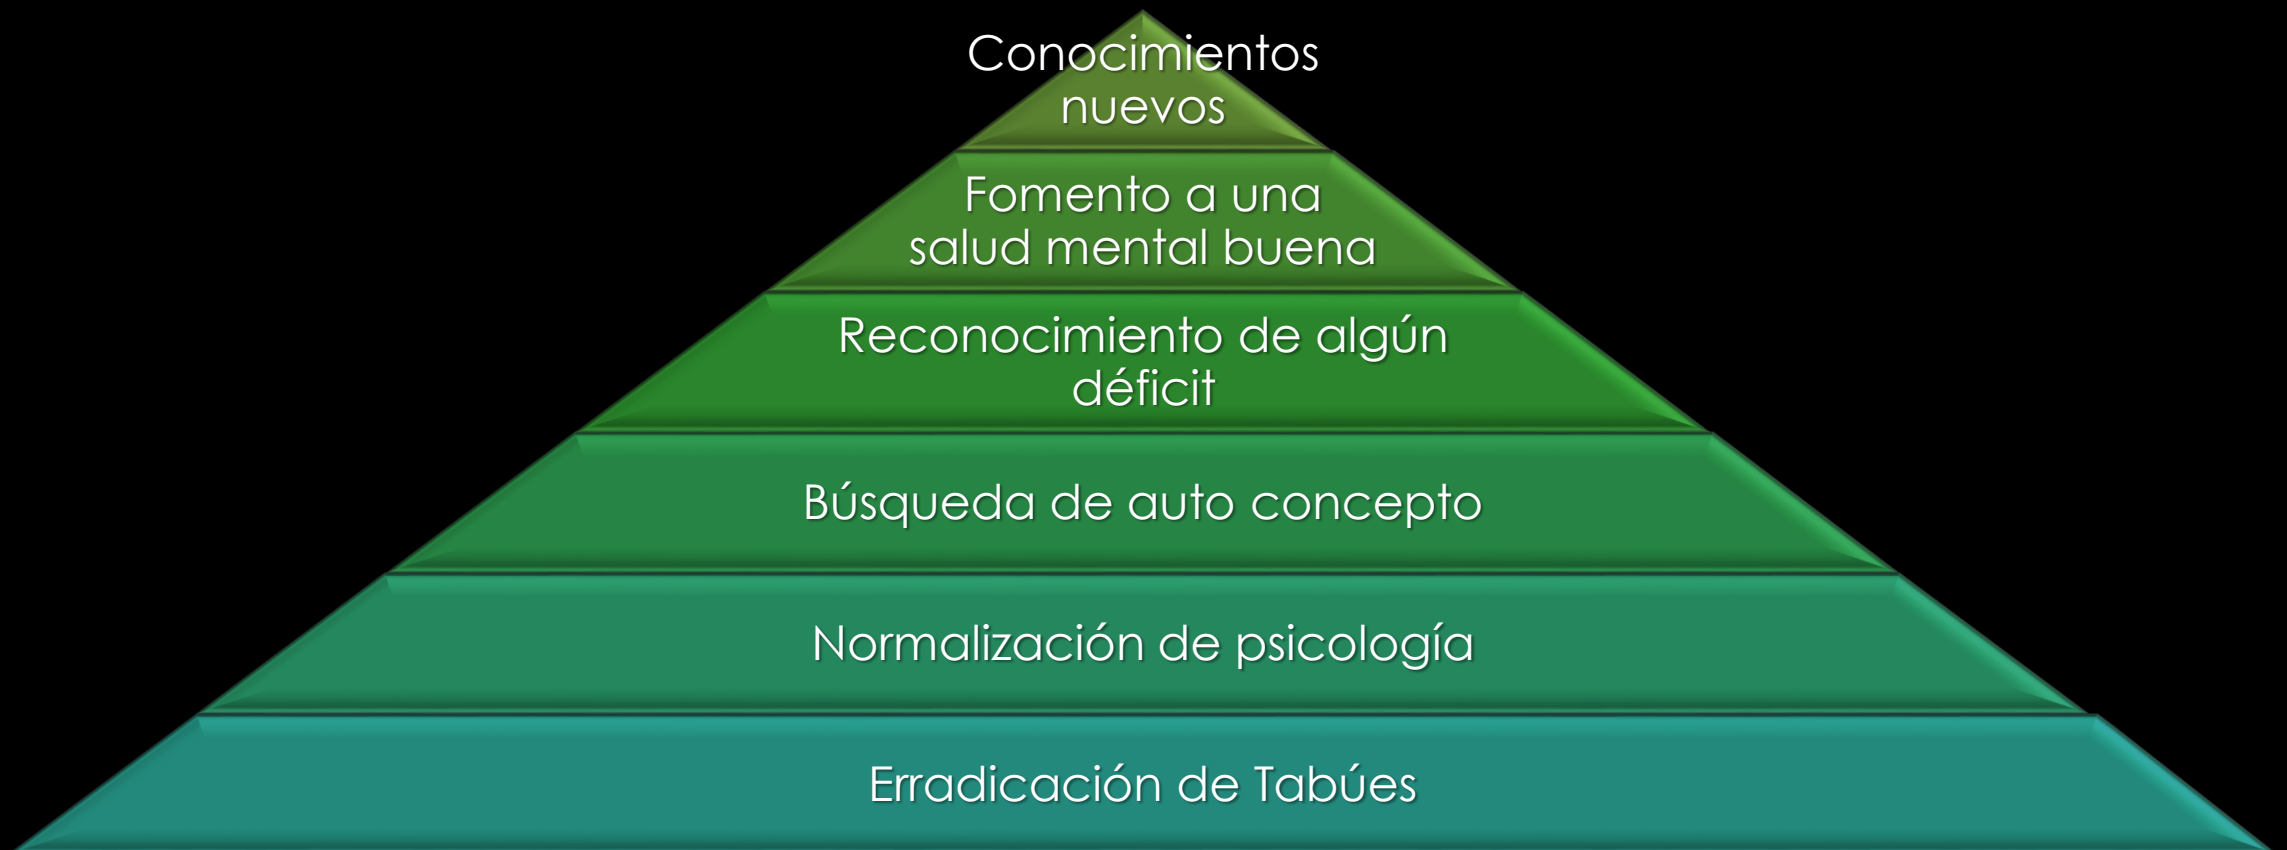 Conocimientos
nuevos
Fomento a una
salud mental buena
Reconocimiento de algún
déficit
Búsqueda de auto concepto
Normalización de psicología
Erradicación de Tabúes